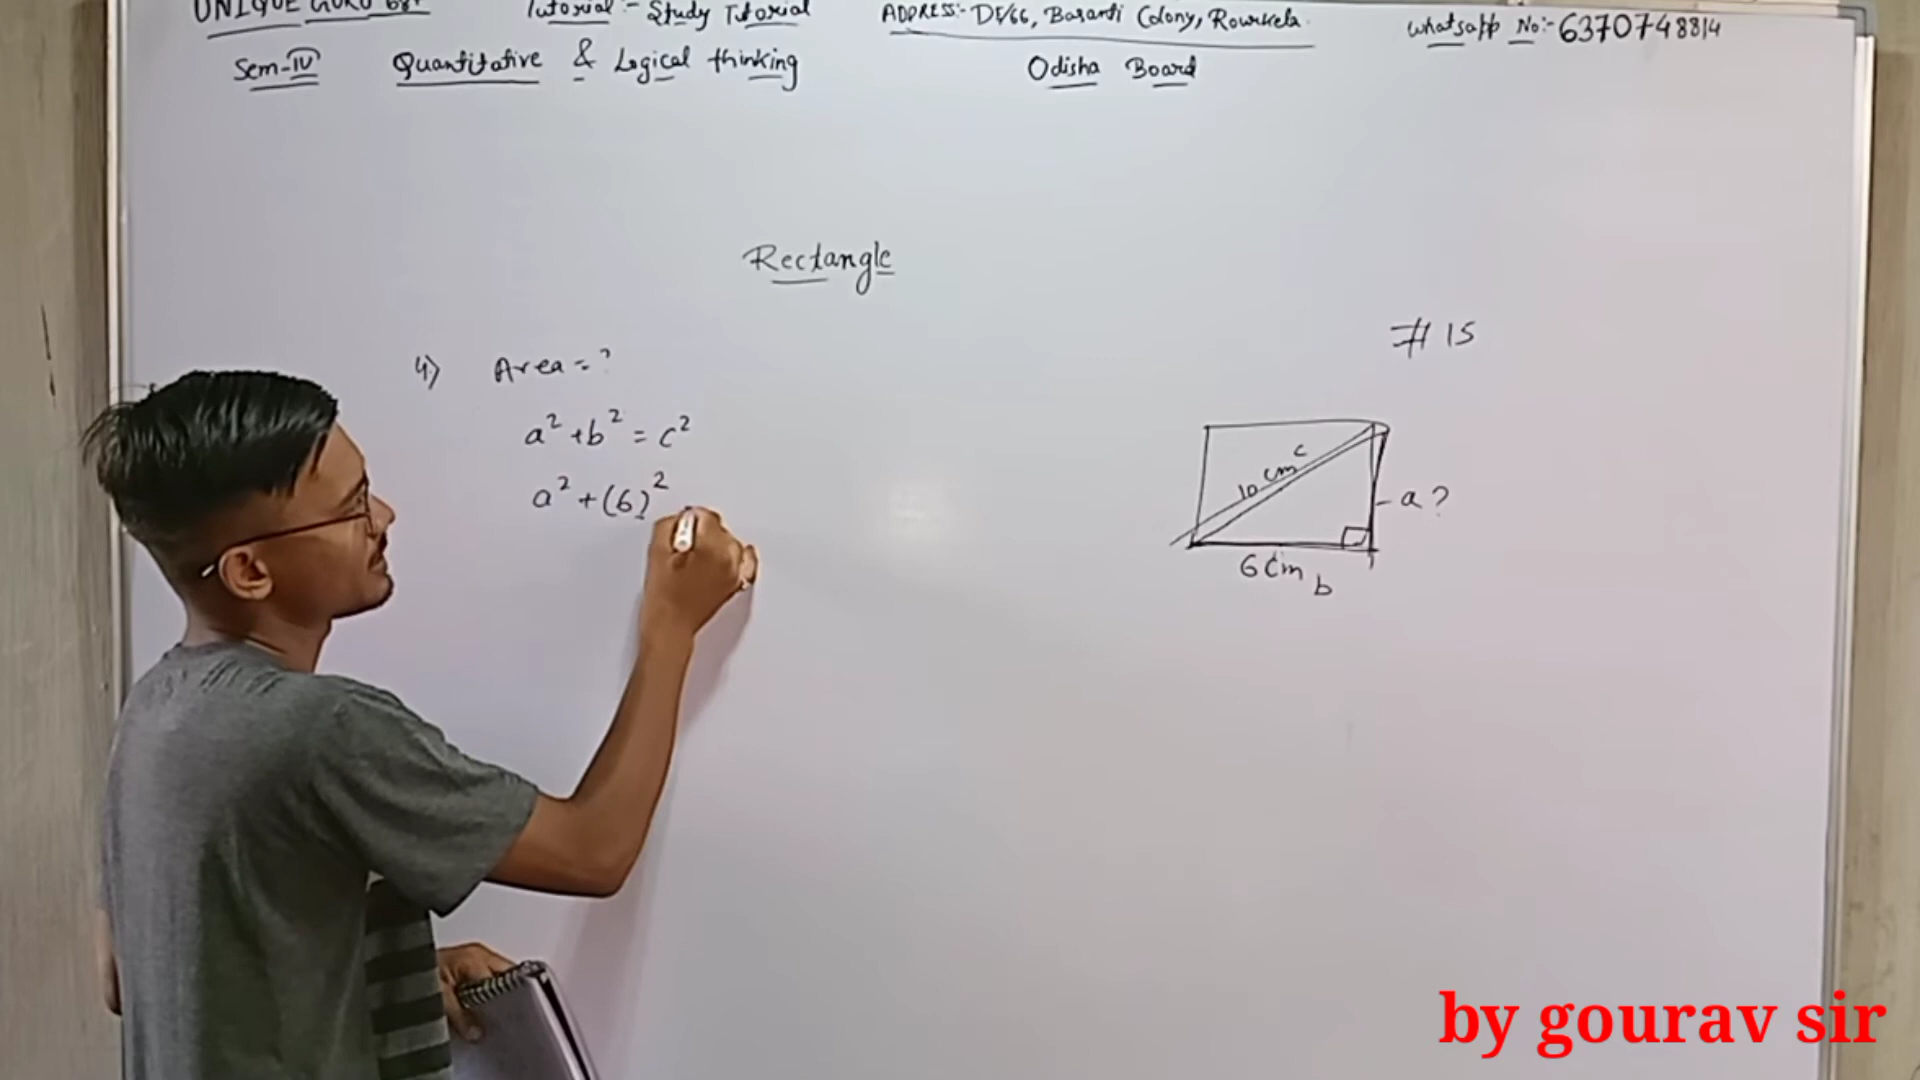 UNIQUE GURU
Tutorial :- Study Tutorial
ADDRESS:- DE/66, Basanti Colony, Rourkela
Whatsapp No:- 6370748814
Sem-IV Quantitative & Logical thinking
Odisha Board
Rectangle
# 15
4) Area = ?
a² + b² = c²
a² + (6)²
10 cm c
a ?
6 cm b
by gourav sir